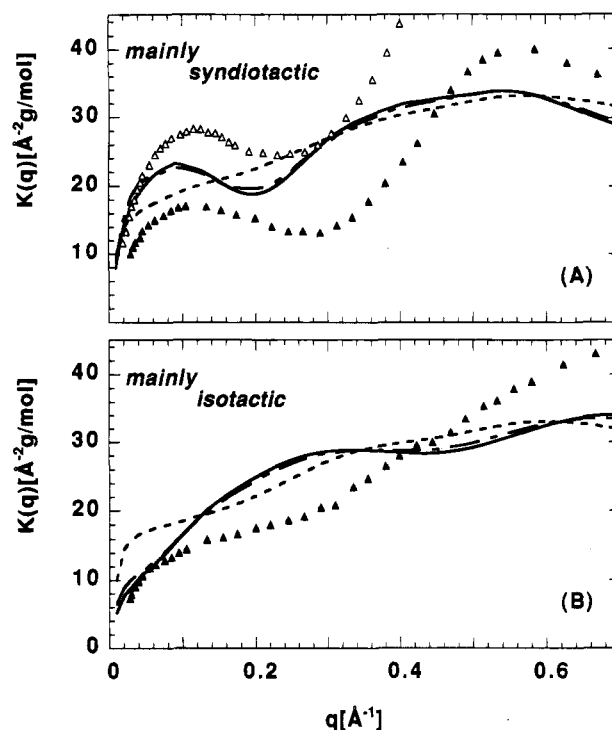 mainly
syndiotactic
K(q)[Å⁻²g/mol]
40
30
20
10
(A)
mainly
isotactic
K(q)[Å⁻²g/mol]
40
30
20
10
0
(B)
0 0.2 0.4 0.6
q[Å⁻¹]